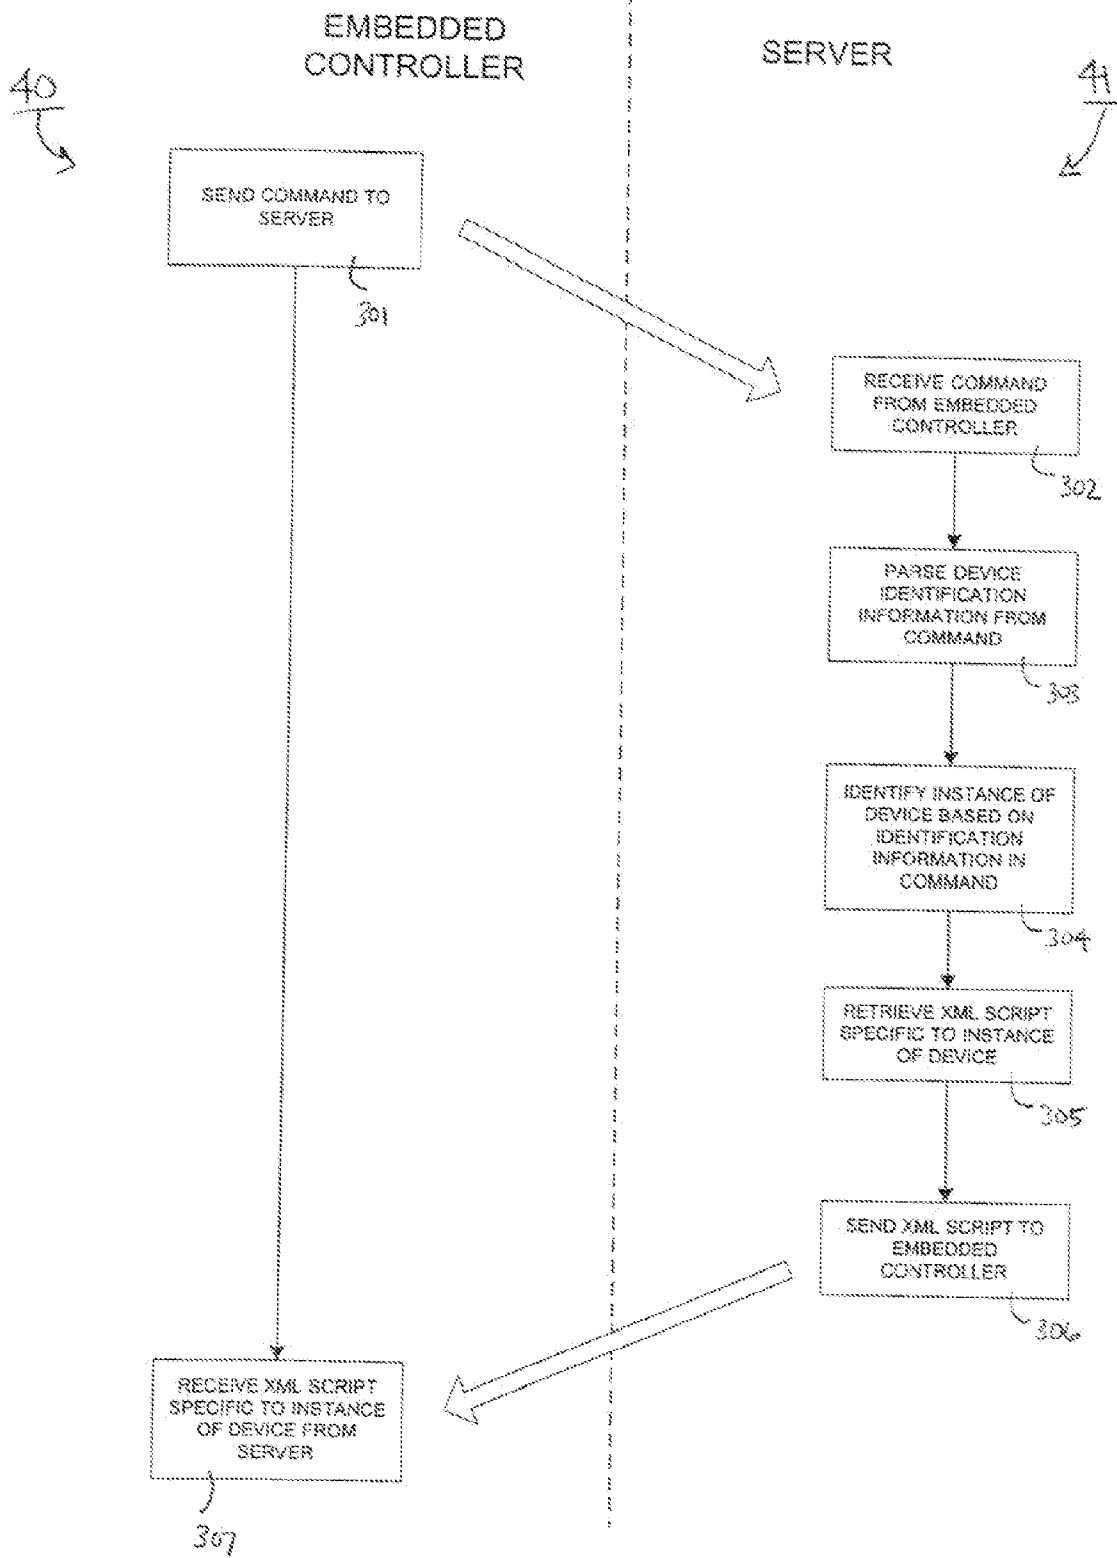 EMBEDDED
CONTROLLER
SERVER
40
41
SEND COMMAND TO
SERVER
301
RECEIVE COMMAND
FROM EMBEDDED
CONTROLLER
302
PARSE DEVICE
IDENTIFICATION
INFORMATION FROM
COMMAND
303
IDENTIFY INSTANCE OF
DEVICE BASED ON
IDENTIFICATION
INFORMATION IN
COMMAND
304
RETRIEVE XML SCRIPT
SPECIFIC TO INSTANCE
OF DEVICE
305
SEND XML SCRIPT TO
EMBEDDED
CONTROLLER
306
RECEIVE XML SCRIPT
SPECIFIC TO INSTANCE
OF DEVICE FROM
SERVER
307